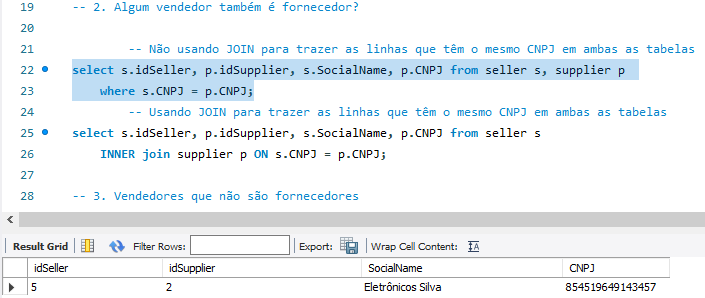 19 -- 2. Algum vendedor também é fornecedor?
20
21 -- Não usando JOIN para trazer as linhas que têm o mesmo CNPJ em ambas as tabelas
22 select s.idSeller, p.idSupplier, s.SocialName, p.CNPJ from seller s, supplier p
23 where s.CNPJ = p.CNPJ;
24 -- Usando JOIN para trazer as linhas que têm o mesmo CNPJ em ambas as tabelas
25 select s.idSeller, p.idSupplier, s.SocialName, p.CNPJ from seller s
26 INNER join supplier p ON s.CNPJ = p.CNPJ;
27
28 -- 3. Vendedores que não são fornecedores
Result Grid Filter Rows: Export: Wrap Cell Content: IA
idSeller idSupplier SocialName CNPJ
5 2 Eletrônicos Silva 854519649143457